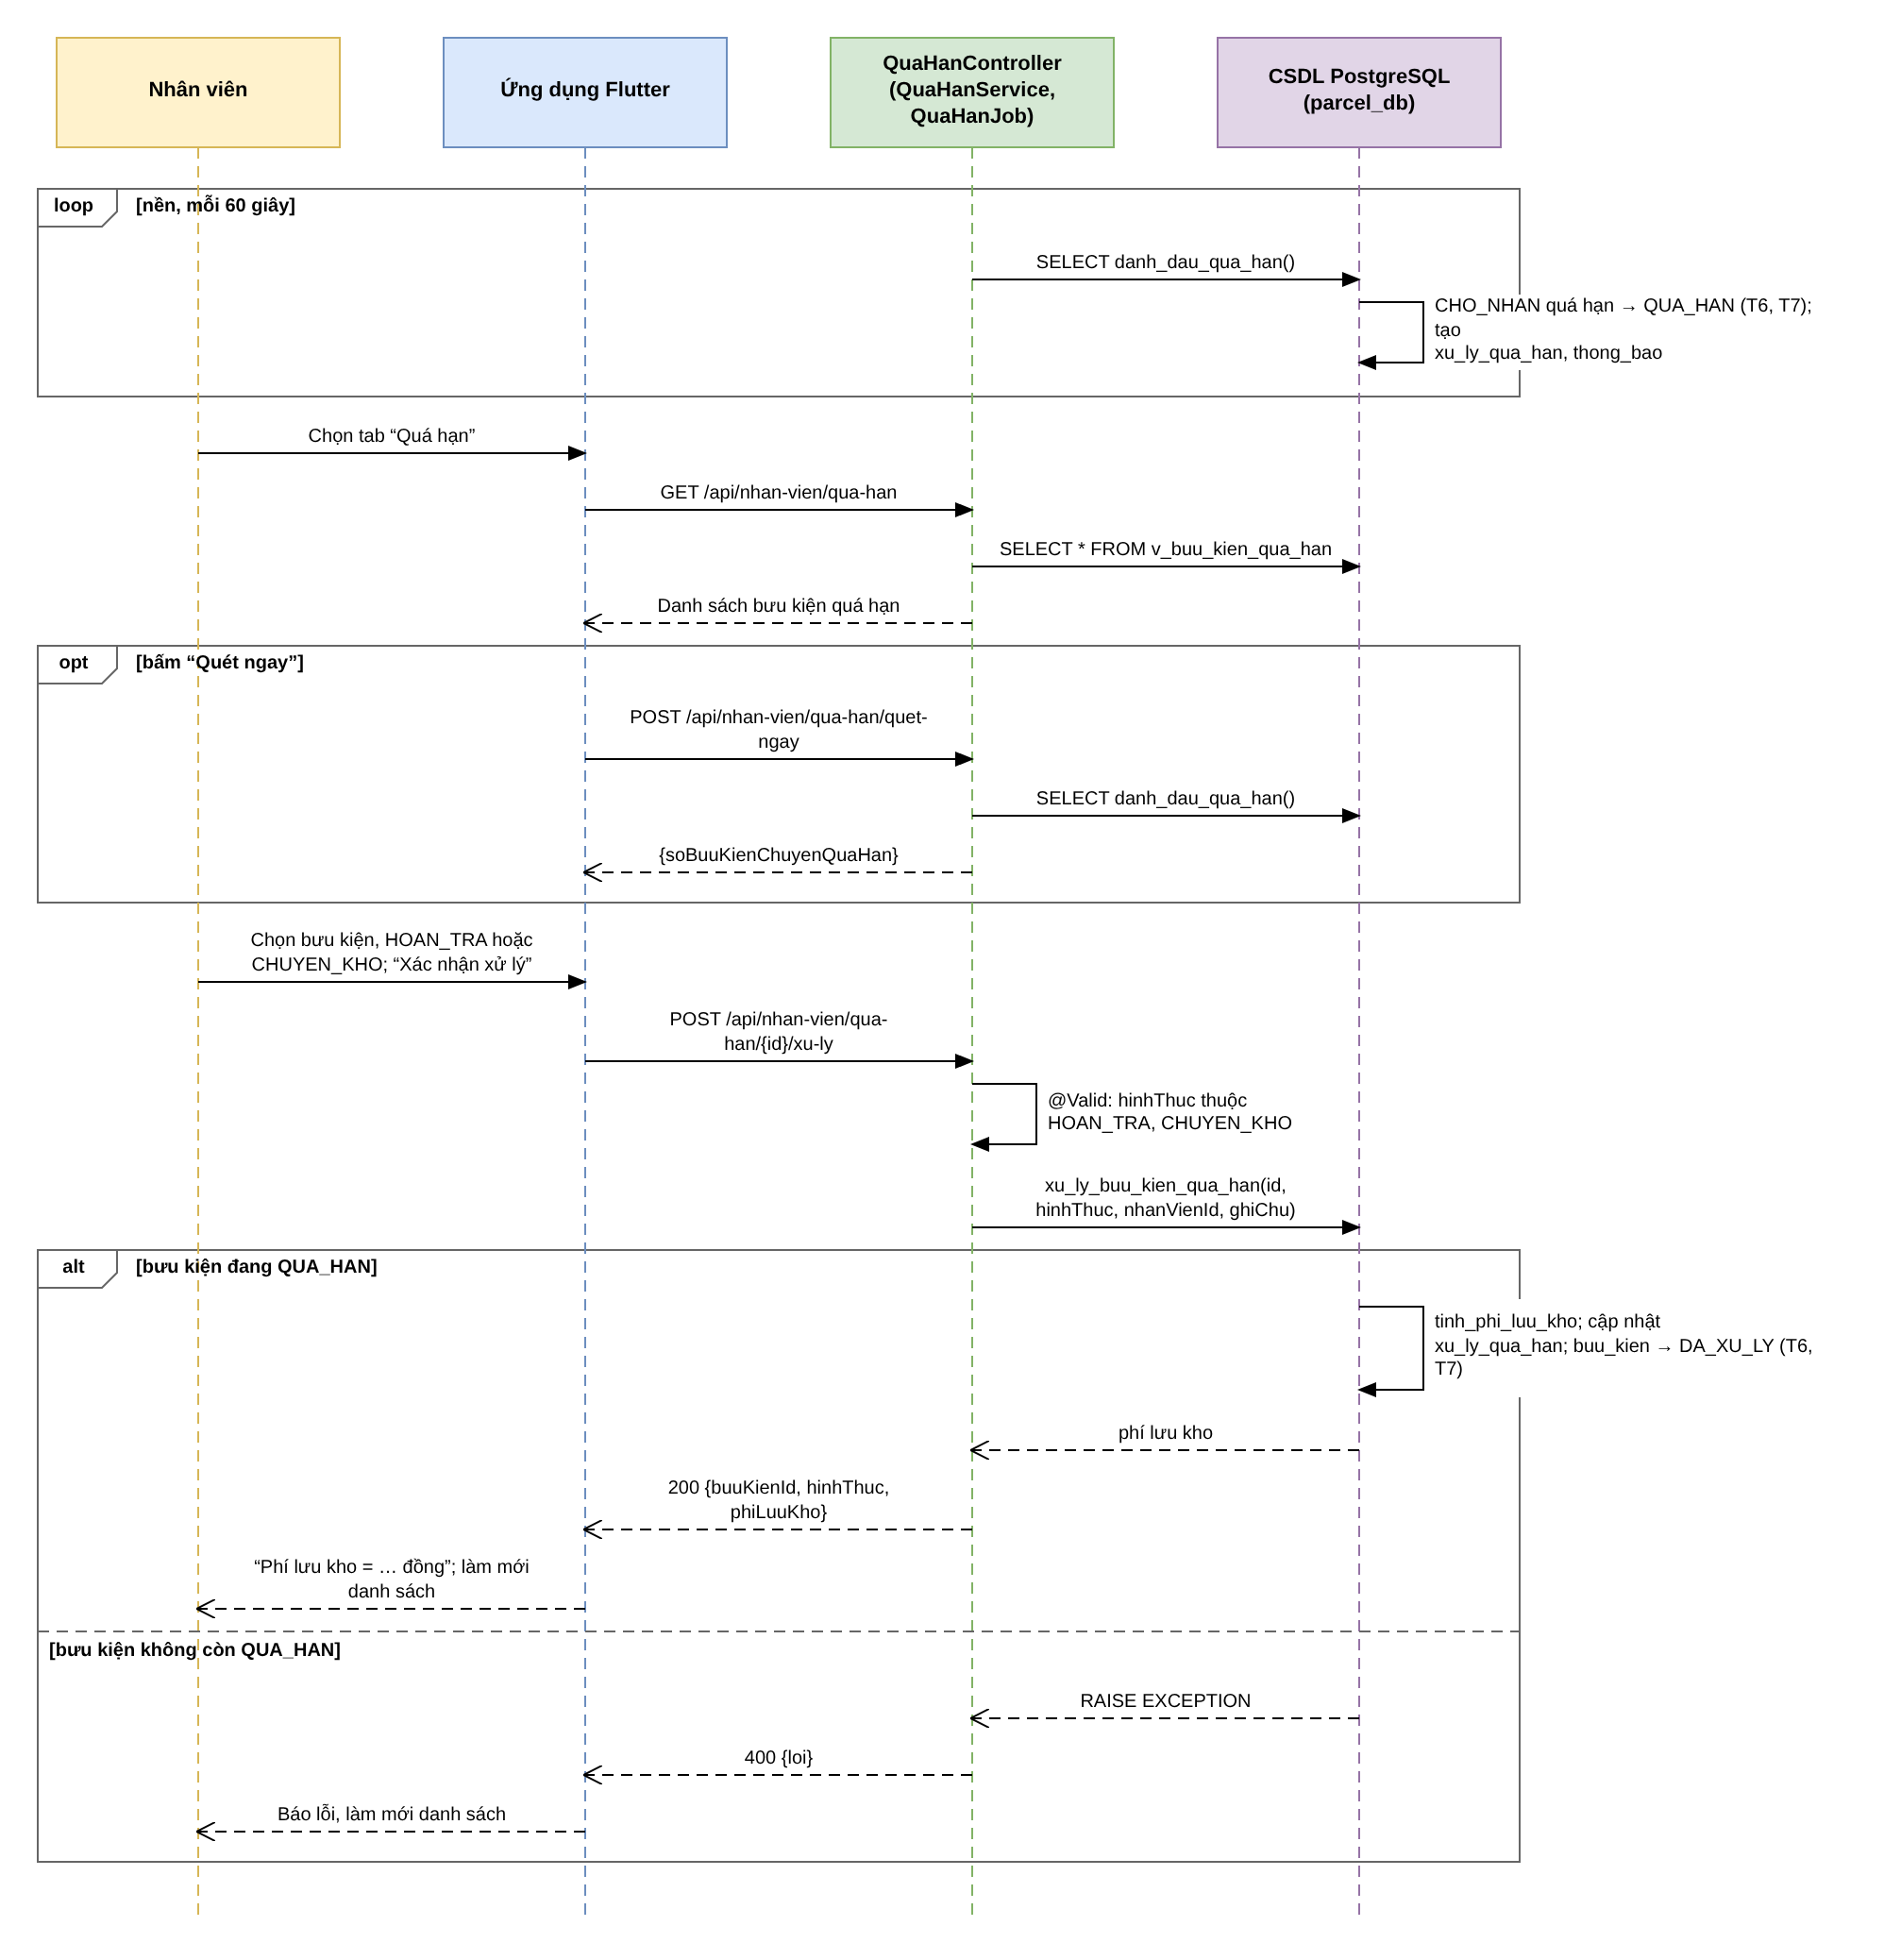 Nhân viên
Ứng dụng Flutter
QuaHanController
(QuaHanService,
QuaHanJob)
CSDL PostgreSQL
(parcel_db)
loop
[nền, mỗi 60 giây]
SELECT danh_dau_qua_han()
CHO_NHAN quá hạn → QUA_HAN (T6, T7);
tạo
xu_ly_qua_han, thong_bao
Chọn tab “Quá hạn”
GET /api/nhan-vien/qua-han
SELECT * FROM v_buu_kien_qua_han
Danh sách bưu kiện quá hạn
opt
[bấm “Quét ngay”]
POST /api/nhan-vien/qua-han/quet-
ngay
SELECT danh_dau_qua_han()
{soBuuKienChuyenQuaHan}
Chọn bưu kiện, HOAN_TRA hoặc
CHUYEN_KHO; “Xác nhận xử lý”
POST /api/nhan-vien/qua-
han/{id}/xu-ly
@Valid: hinhThuc thuộc
HOAN_TRA, CHUYEN_KHO
xu_ly_buu_kien_qua_han(id,
hinhThuc, nhanVienId, ghiChu)
alt
[bưu kiện đang QUA_HAN]
tinh_phi_luu_kho; cập nhật
xu_ly_qua_han; buu_kien → DA_XU_LY (T6,
T7)
phí lưu kho
200 {buuKienId, hinhThuc,
phiLuuKho}
“Phí lưu kho = … đồng”; làm mới
danh sách
[bưu kiện không còn QUA_HAN]
RAISE EXCEPTION
400 {loi}
Báo lỗi, làm mới danh sách